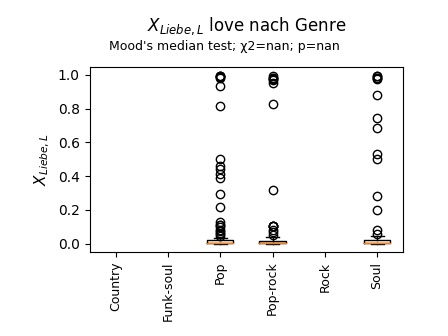 X_{Liebe, L} love nach Genre
Mood's median test; χ2=nan; p=nan
X_{Liebe, L}
1.0
0.8
0.6
0.4
0.2
0.0
Country
Funk-soul
Pop
Pop-rock
Rock
Soul